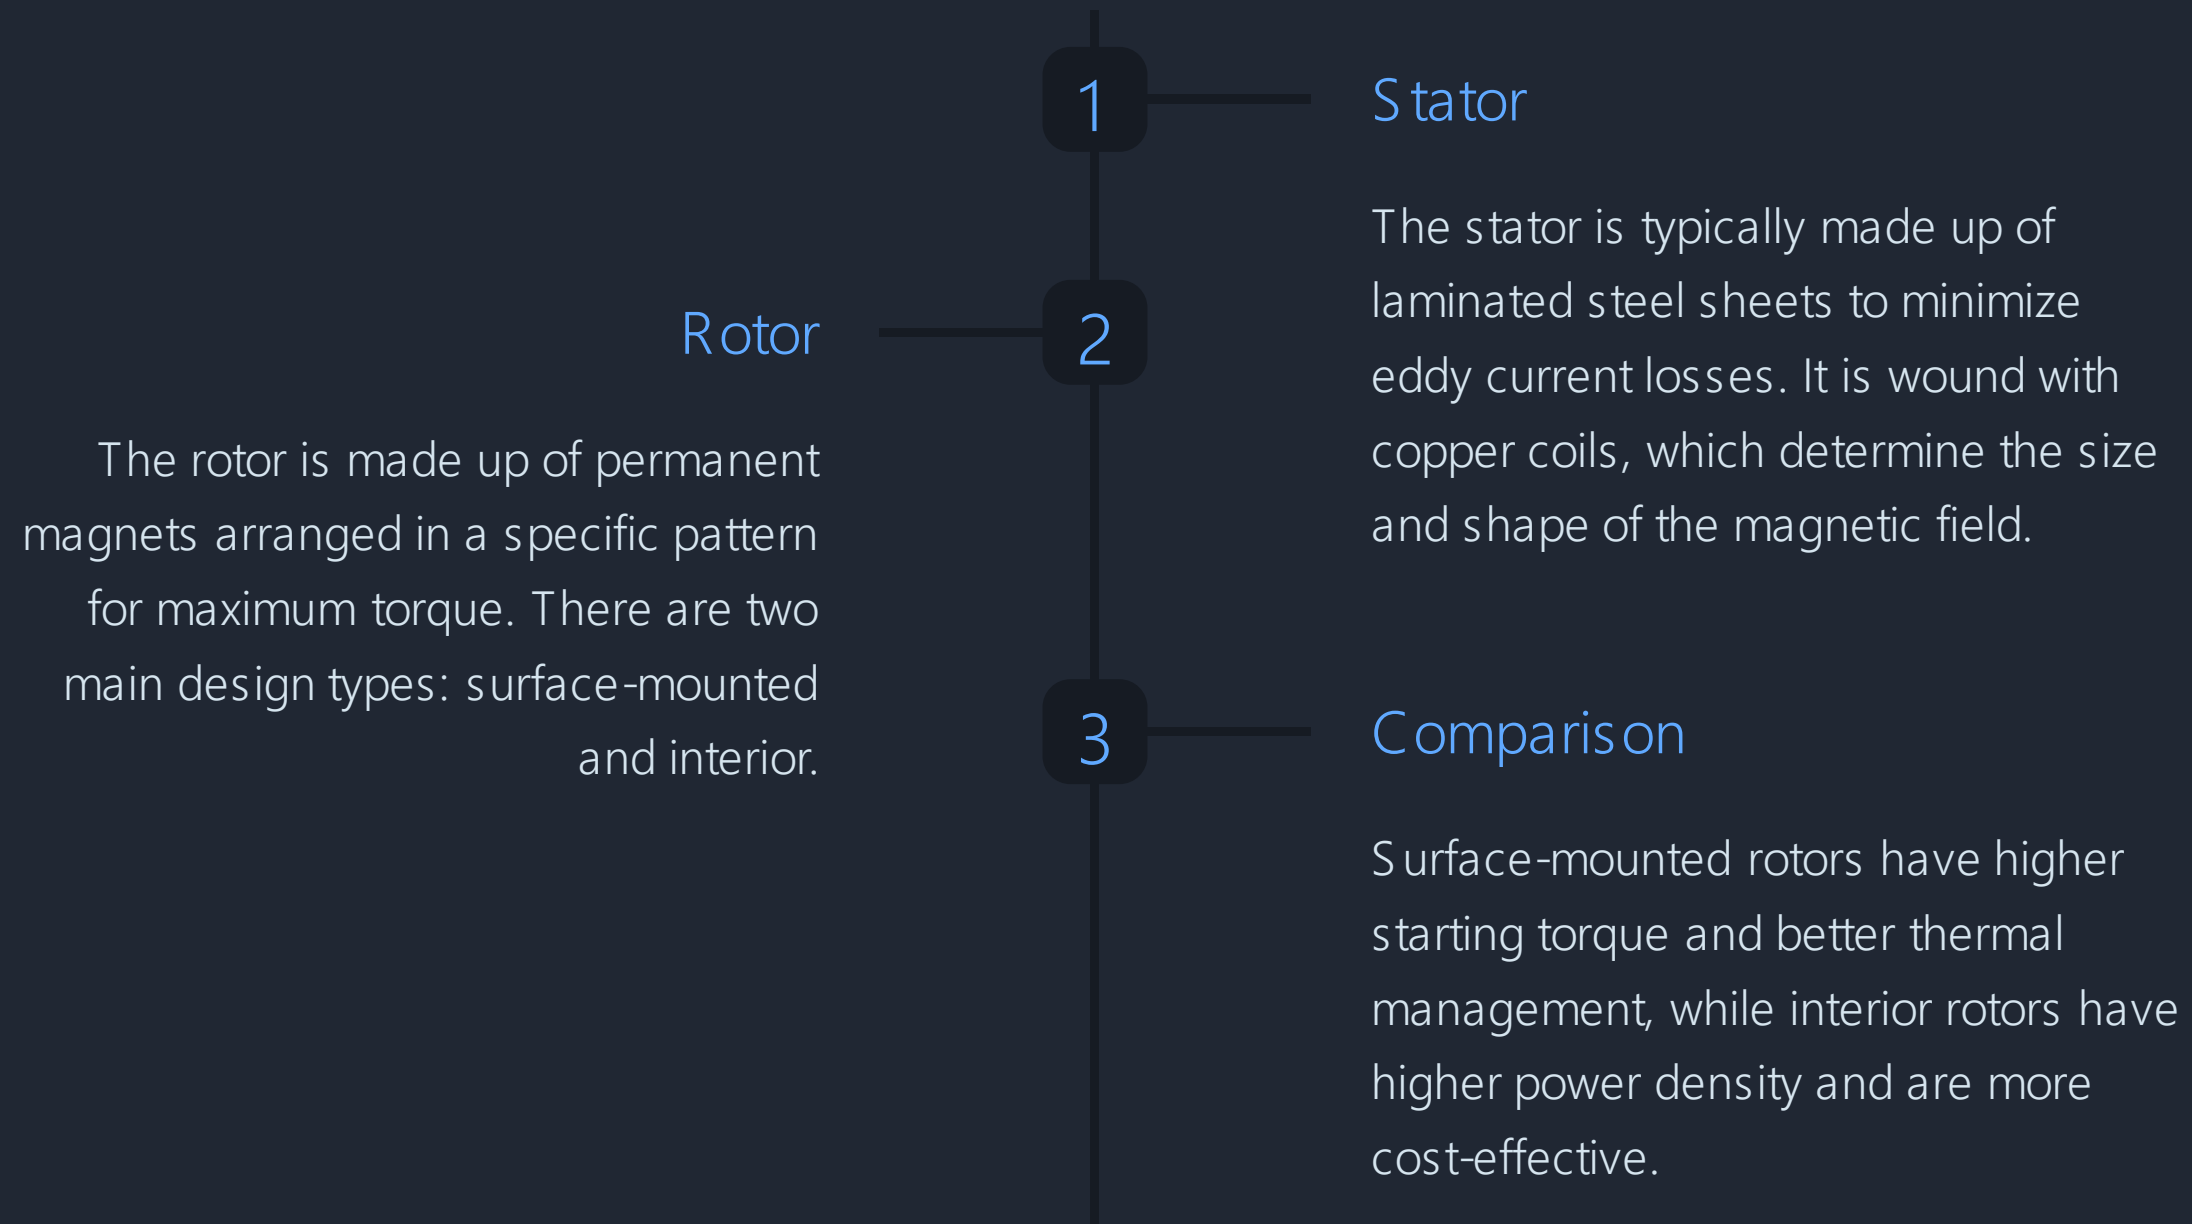 1
Stator
The stator is typically made up of
laminated steel sheets to minimize
eddy current losses. It is wound with
copper coils, which determine the size
and shape of the magnetic field.
2
Rotor
The rotor is made up of permanent
magnets arranged in a specific pattern
for maximum torque. There are two
main design types: surface-mounted
and interior.
3
Comparison
Surface-mounted rotors have higher
starting torque and better thermal
management, while interior rotors have
higher power density and are more
cost-effective.